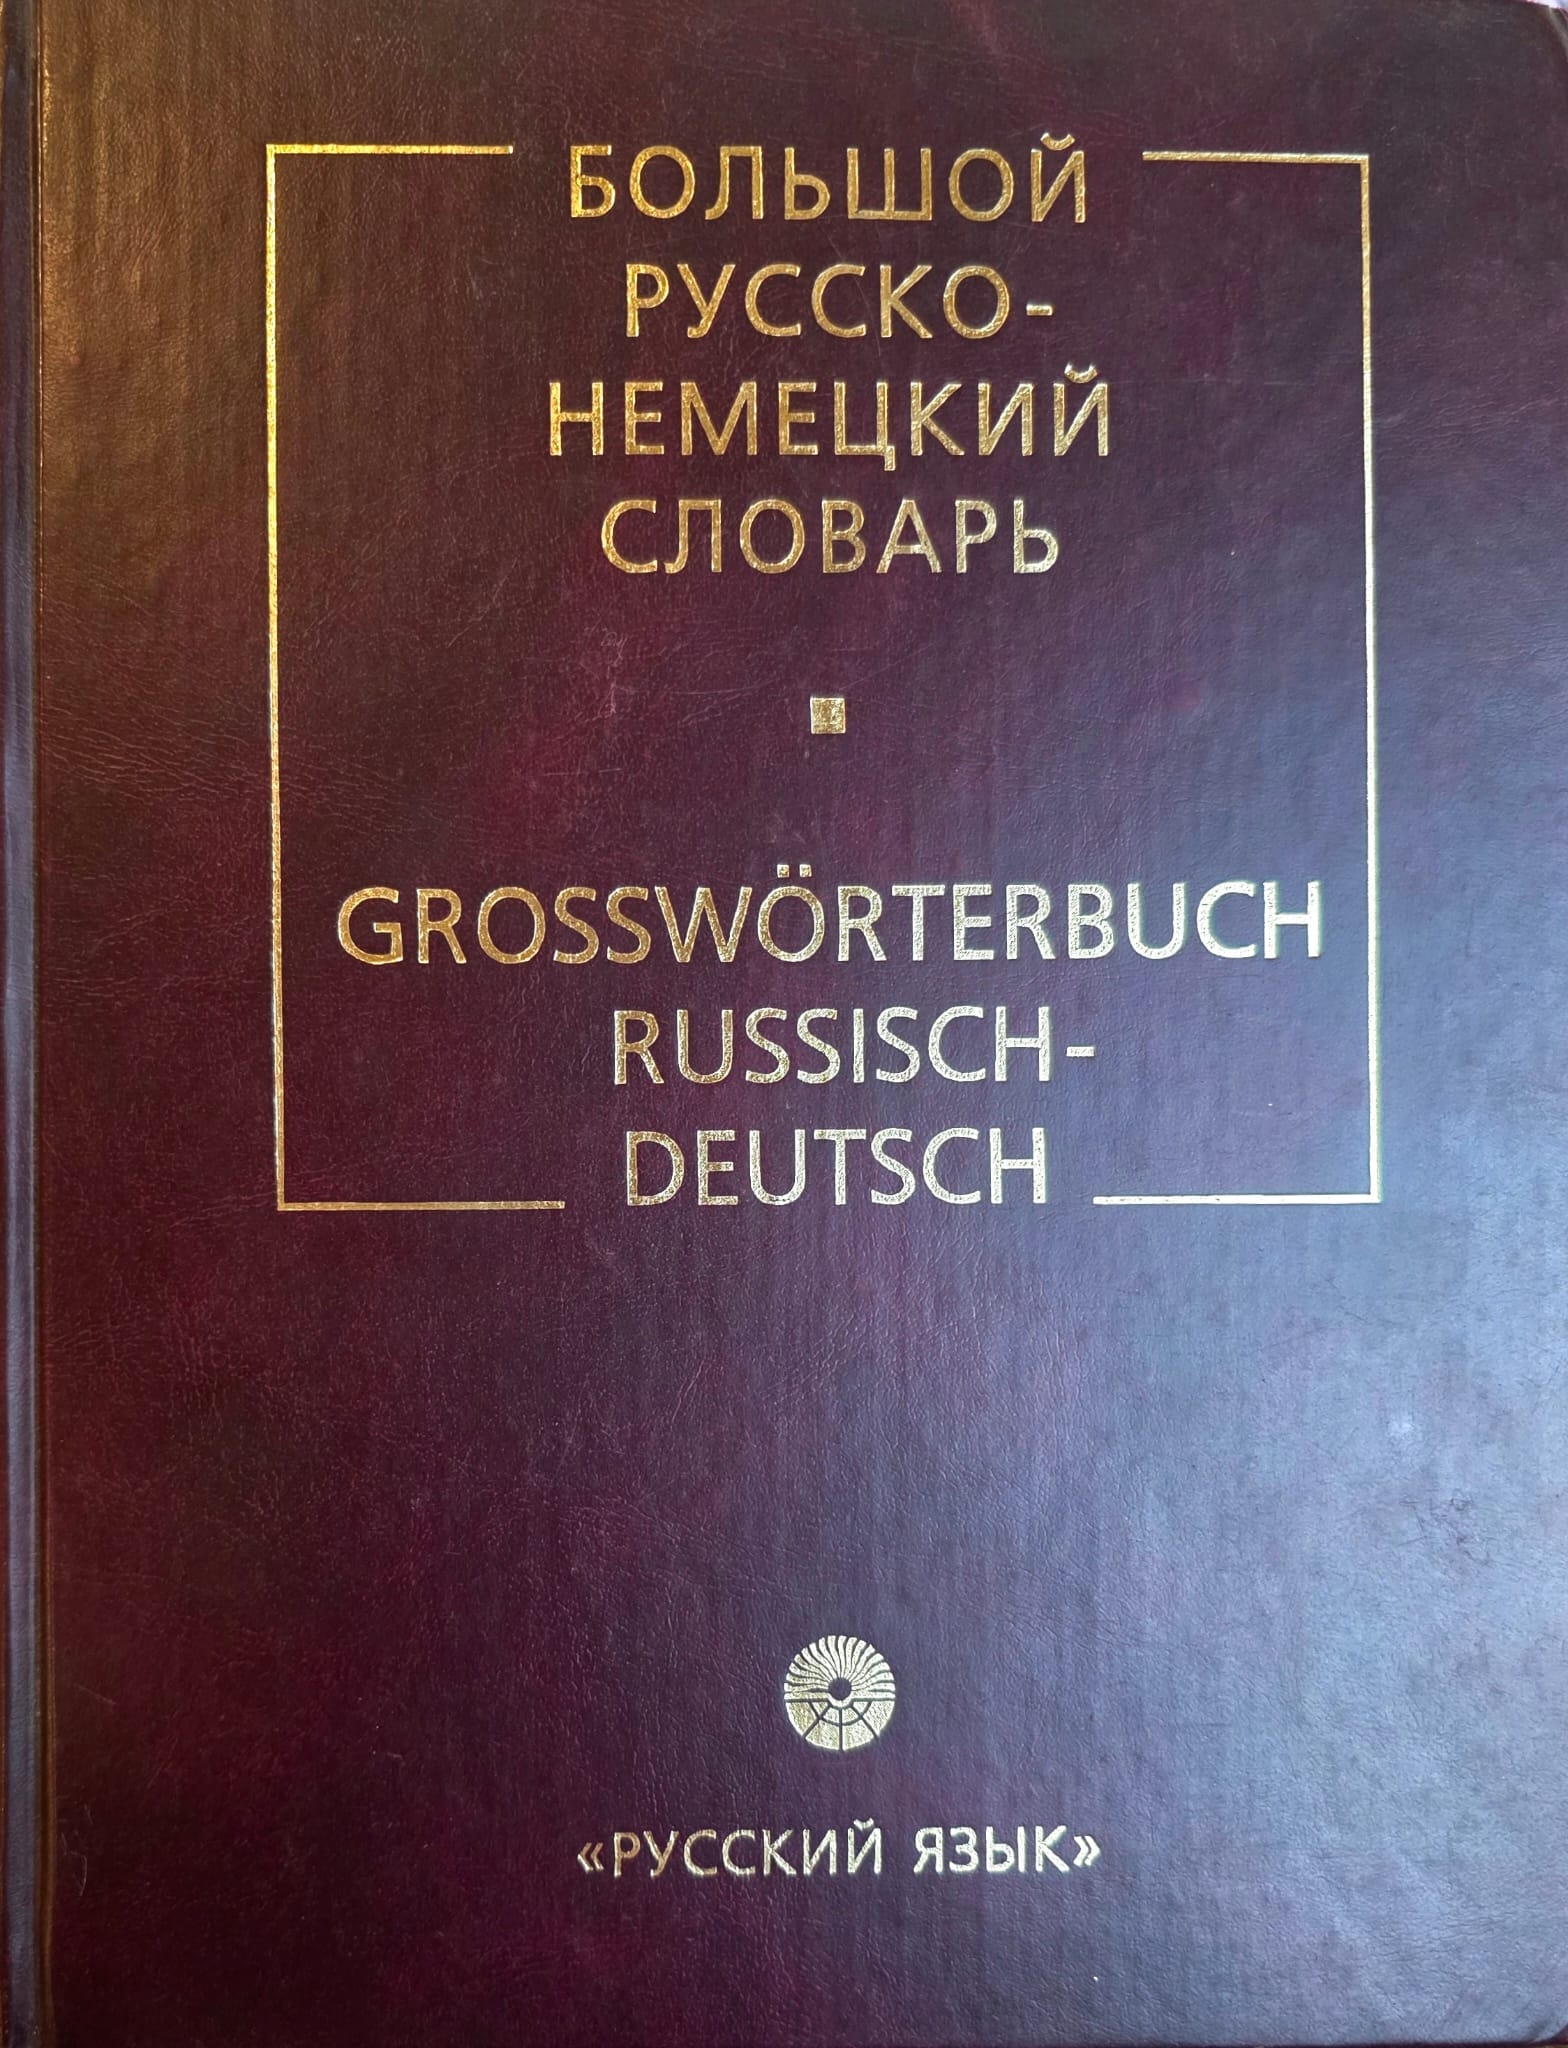 БОЛЬШОЙ
РУССКО-
НЕМЕЦКИЙ
СЛОВАРЬ
GROSSWÖRTERBUCH
RUSSISCH-
DEUTSCH
«РУССКИЙ ЯЗЫК»